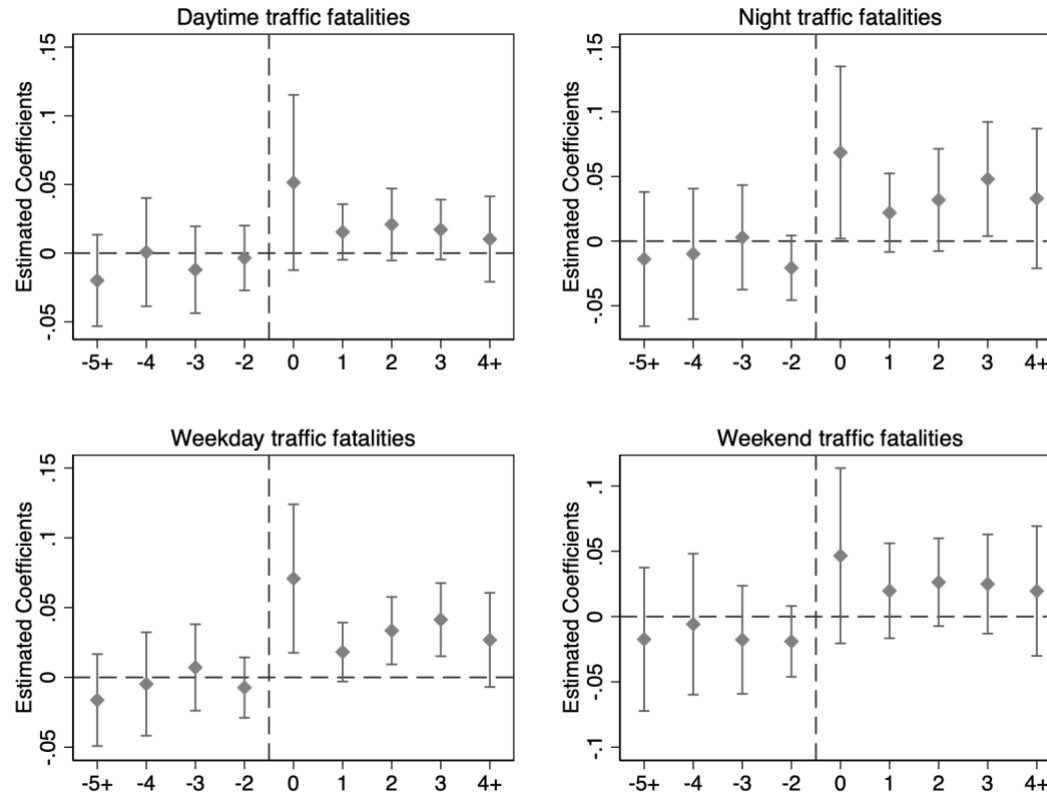 Daytime traffic fatalities
Estimated Coefficients
.15
.1
.05
0
-.05
-5+ -4 -3 -2 0 1 2 3 4+
Night traffic fatalities
Estimated Coefficients
.15
.1
.05
0
-.05
-5+ -4 -3 -2 0 1 2 3 4+
Weekday traffic fatalities
Estimated Coefficients
.15
.1
.05
0
-.05
-5+ -4 -3 -2 0 1 2 3 4+
Weekend traffic fatalities
Estimated Coefficients
.1
.05
0
-.05
-.1
-5+ -4 -3 -2 0 1 2 3 4+